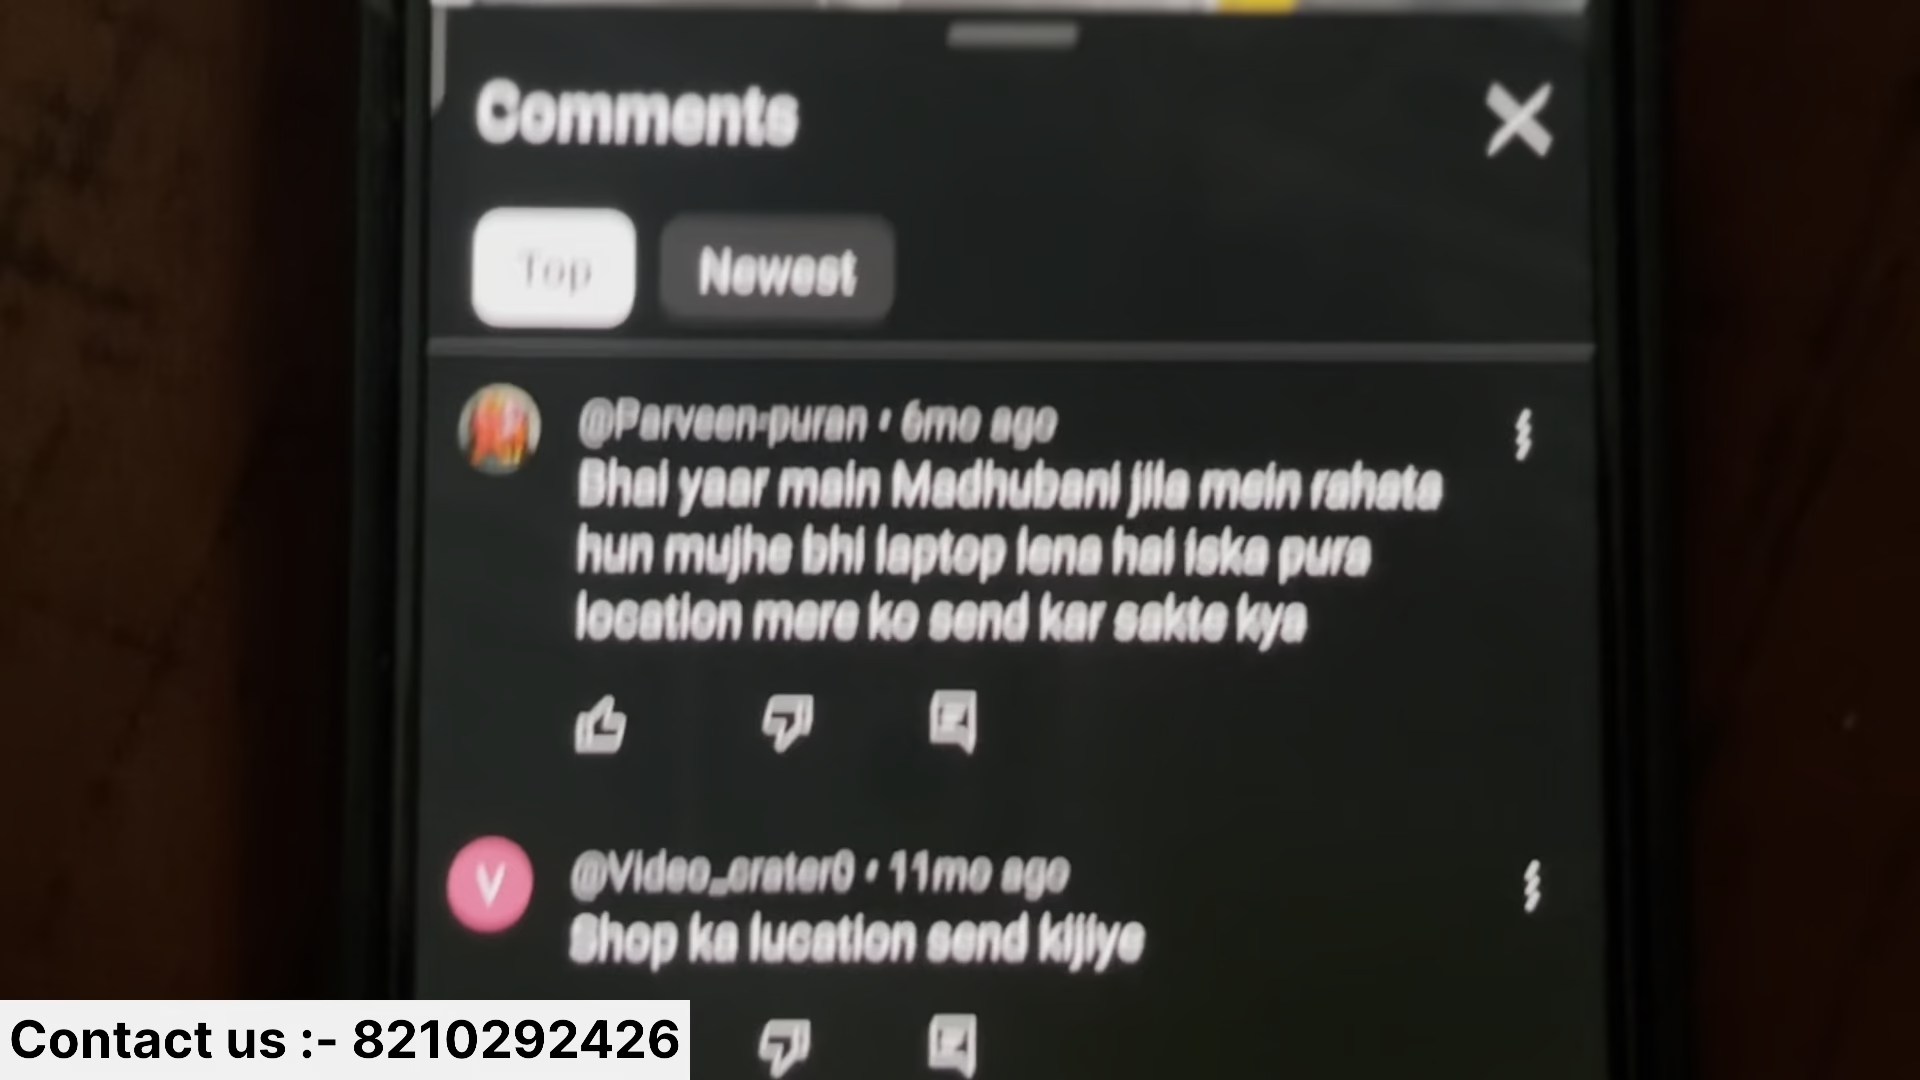 Comments
Top
Newest
@Parveen-puran • 6mo ago
Bhai yaar main Madhubani jila mein rahata
hun mujhe bhi laptop lena hai iska pura
location mere ko send kar sakte kya
V
@Video_crater0 • 11mo ago
Shop ka lucation send kijiye
Contact us :- 8210292426